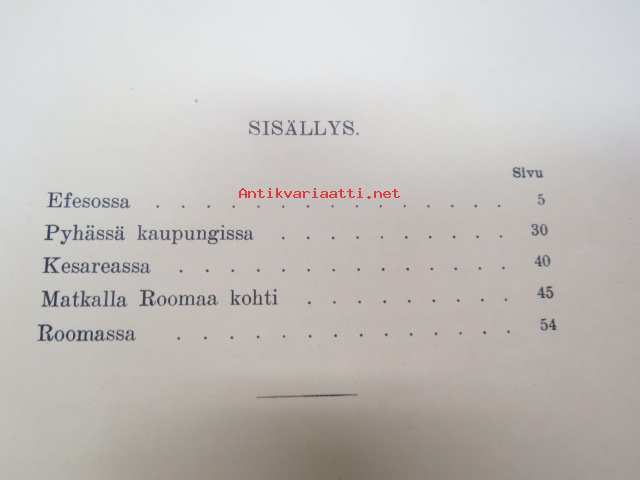 SISÄLLYS.
Sivu
Antikvariaatti.net
Efesossa . . . . . . . . . . . . . . 5
Pyhässä kaupungissa . . . . . . . . . 30
Kesareassa . . . . . . . . . . . . . 40
Matkalla Roomaa kohti . . . . . . . . 45
Roomassa . . . . . . . . . . . . . 54